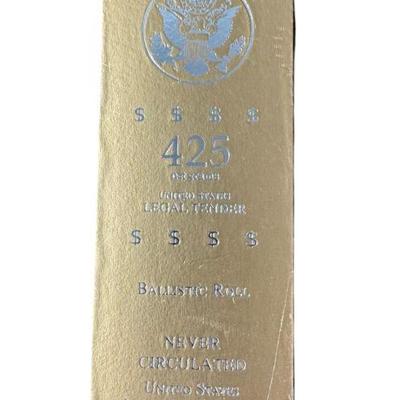 $ $ $ $
425
UNITED STATES
LEGAL TENDER
$ $ $ $
BALLISTIC ROLL
NEVER
CIRCULATED
UNITED STATES